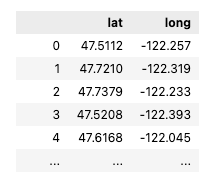 lat long
0 47.5112 -122.257
1 47.7210 -122.319
2 47.7379 -122.233
3 47.5208 -122.393
4 47.6168 -122.045
... ... ...